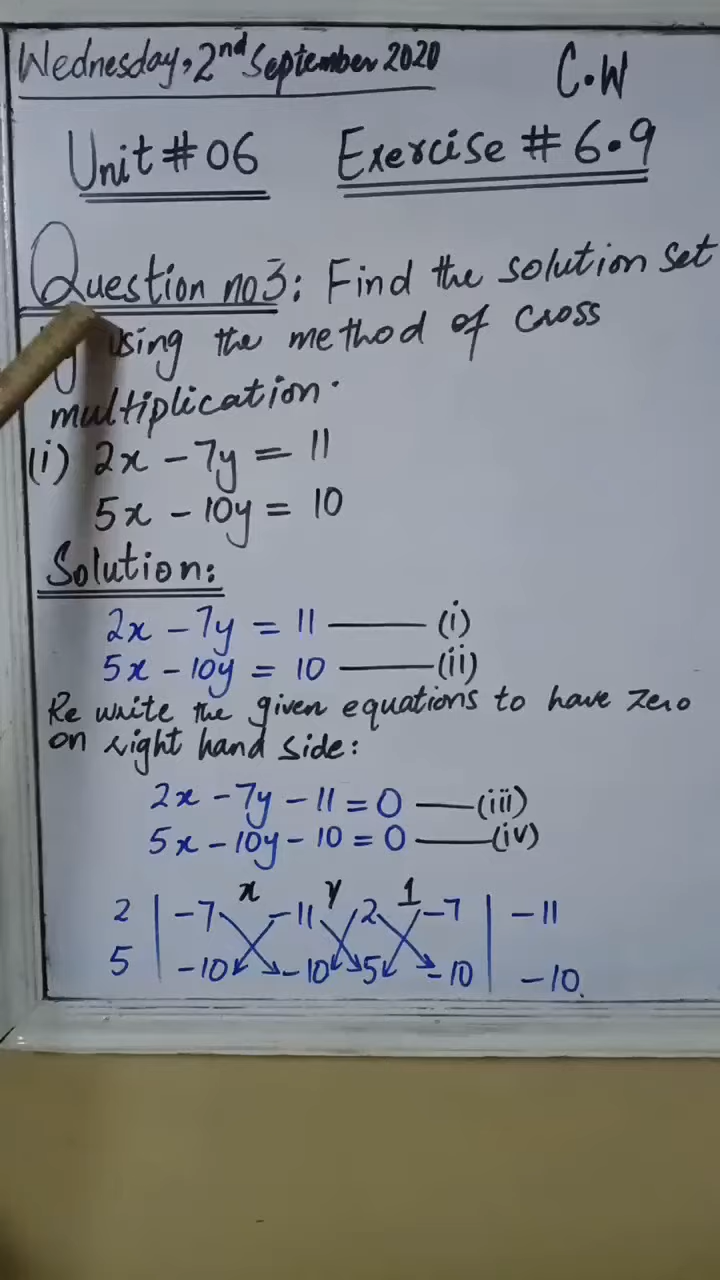 Wednesday, 2nd September 2020 C.W
Unit # 06 Exercise # 6.9
Question no 3: Find the solution set
using the method of cross
multiplication.
(i) 2x - 7y = 11
5x - 10y = 10
Solution:
2x - 7y = 11 —— (i)
5x - 10y = 10 —— (ii)
Re write the given equations to have zero
on right hand side:
2x - 7y - 11 = 0 —— (iii)
5x - 10y - 10 = 0 —— (iv)
x y 1
2 | -7 -11 2 -7 | -11
5 | -10 -10 5 -10 | -10